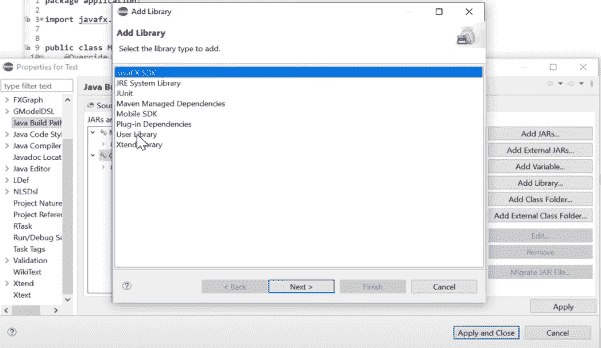 1 package application;
2
3 import javafx.
8
9 public class M
10 @Override
Add Library
Add Library
Select the library type to add.
JavaFX SDK
JRE System Library
JUnit
Maven Managed Dependencies
Mobile SDK
Plug-in Dependencies
User Library
Xtend Library
< Back
Next >
Finish
Cancel
Properties for Test
type filter text
FXGraph
GModelDSL
Java Build Path
Java Code Sty
Java Compiler
Javadoc Locat
Java Editor
LDef
NLSDsl
Project Nature
Project Refere
RTask
Run/Debug Se
Task Tags
Validation
WikiText
Xtend
Xtext
Java Bui
Sour
JARs a
Add JARs...
Add External JARs...
Add Variable...
Add Library...
Add Class Folder...
Add External Class Folder...
Edit...
Remove
Migrate JAR File...
Apply
Apply and Close
Cancel